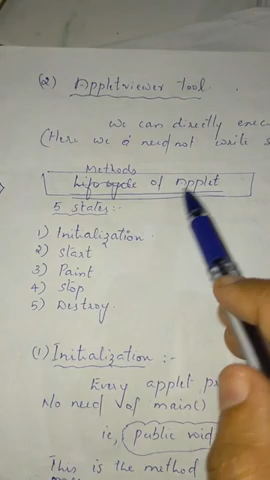 (2) Appletviewer tool.
We can directly exec
(Here we d need not write s
Methods
Lifecycle of Applet
5 states:-
1) Initialization
2) Start
3) Paint
4) Stop
5) Destroy.
(1) Initialization :-
Every applet pr
No need of main()
ie, public void
This is the method